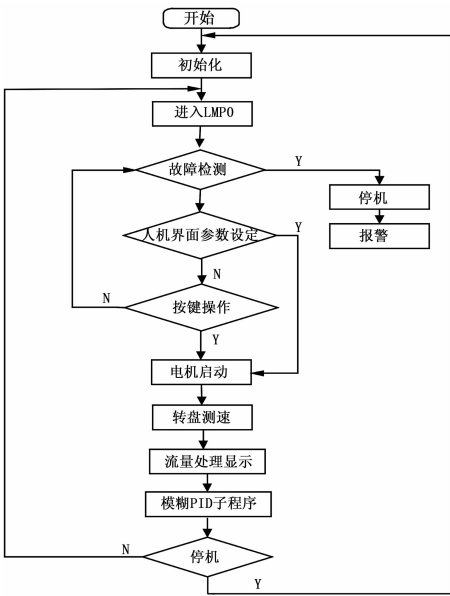 开始
初始化
进入LMPO
故障检测
Y
停机
报警
人机界面参数设定
Y
N
按键操作
N
Y
电机启动
转盘测速
流量处理显示
模糊PID子程序
停机
N
Y